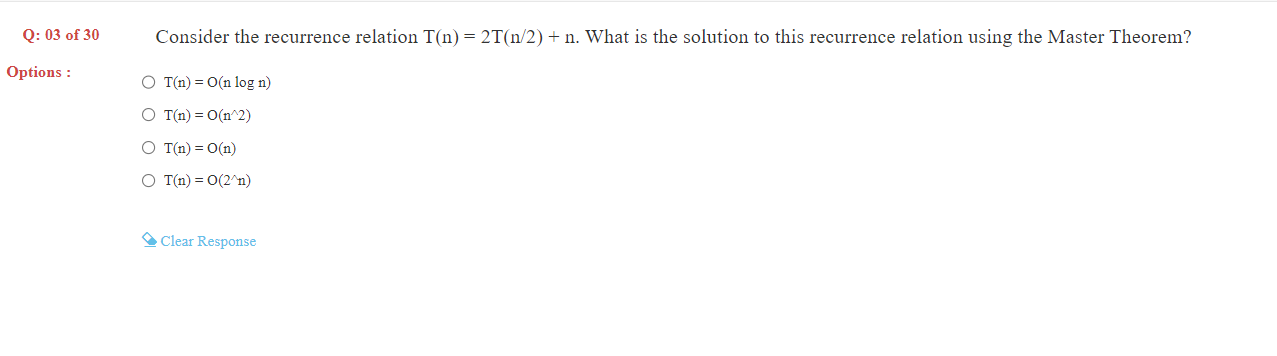 Q: 03 of 30
Consider the recurrence relation T(n) = 2T(n/2) + n. What is the solution to this recurrence relation using the Master Theorem?
Options :
T(n) = O(n log n)
T(n) = O(n^2)
T(n) = O(n)
T(n) = O(2^n)
Clear Response